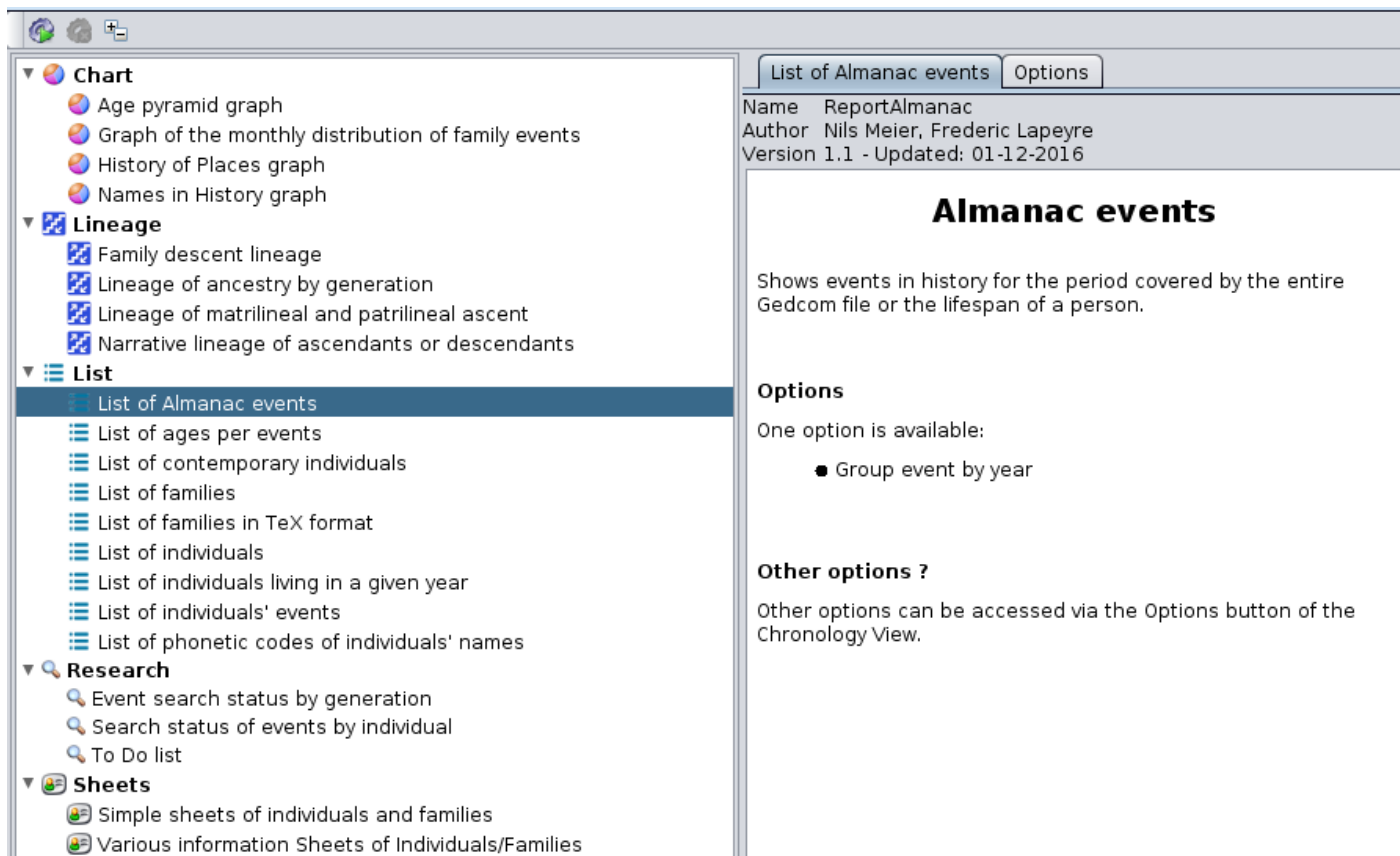 Chart
Age pyramid graph
Graph of the monthly distribution of family events
History of Places graph
Names in History graph
Lineage
Family descent lineage
Lineage of ancestry by generation
Lineage of matrilineal and patrilineal ascent
Narrative lineage of ascendants or descendants
List
List of Almanac events
List of ages per events
List of contemporary individuals
List of families
List of families in TeX format
List of individuals
List of individuals living in a given year
List of individuals' events
List of phonetic codes of individuals' names
Research
Event search status by generation
Search status of events by individual
To Do list
Sheets
Simple sheets of individuals and families
Various information Sheets of Individuals/Families
List of Almanac events Options
Name ReportAlmanac
Author Nils Meier, Frederic Lapeyre
Version 1.1 - Updated: 01-12-2016
Almanac events
Shows events in history for the period covered by the entire
Gedcom file or the lifespan of a person.
Options
One option is available:
Group event by year
Other options ?
Other options can be accessed via the Options button of the
Chronology View.